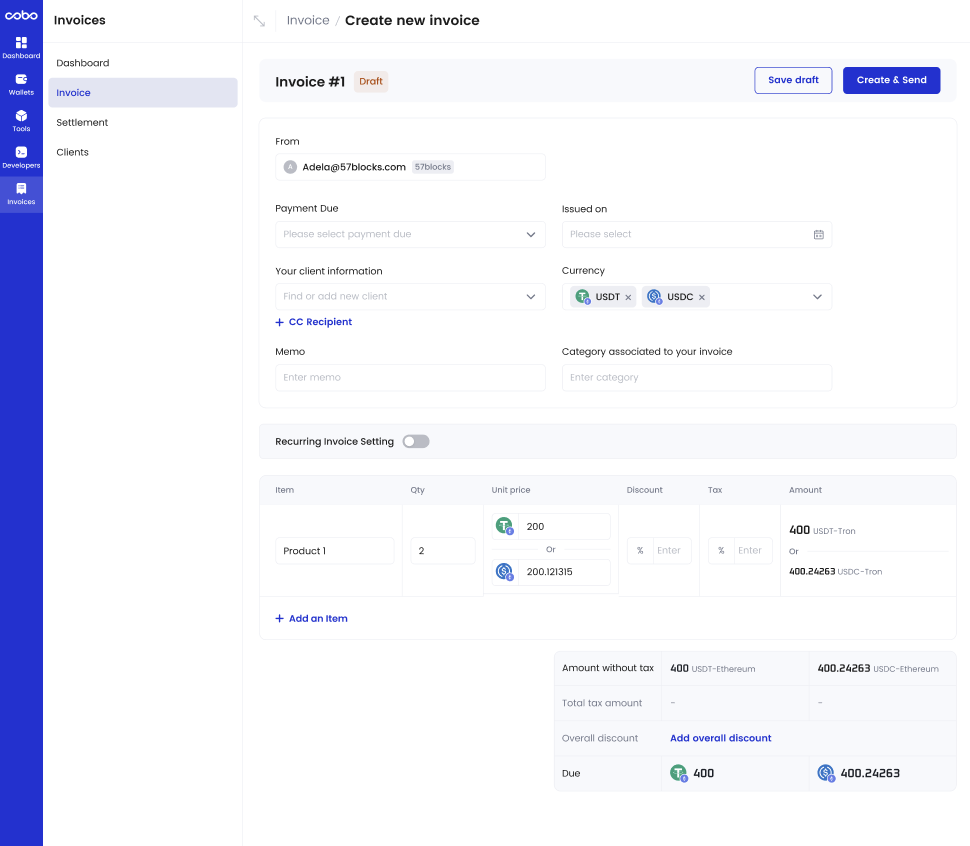 cobo
Invoices
Invoice / Create new invoice
Dashboard
Wallets
Tools
Developers
Invoices
Dashboard
Invoice
Settlement
Clients
Invoice #1 Draft
Save draft
Create & Send
From
A Adela@57blocks.com 57blocks
Payment Due
Issued on
Please select payment due
Please select
Your client information
Currency
Find or add new client
USDT × USDC ×
+ CC Recipient
Memo
Category associated to your invoice
Enter memo
Enter category
Recurring Invoice Setting
Item Qty Unit price Discount Tax Amount
Product 1
2
200
Or
200.121315
% Enter
% Enter
400 USDT-Tron
Or
400.24263 USDC-Tron
+ Add an Item
Amount without tax 400 USDT-Ethereum 400.24263 USDC-Ethereum
Total tax amount - -
Overall discount Add overall discount
Due 400 400.24263